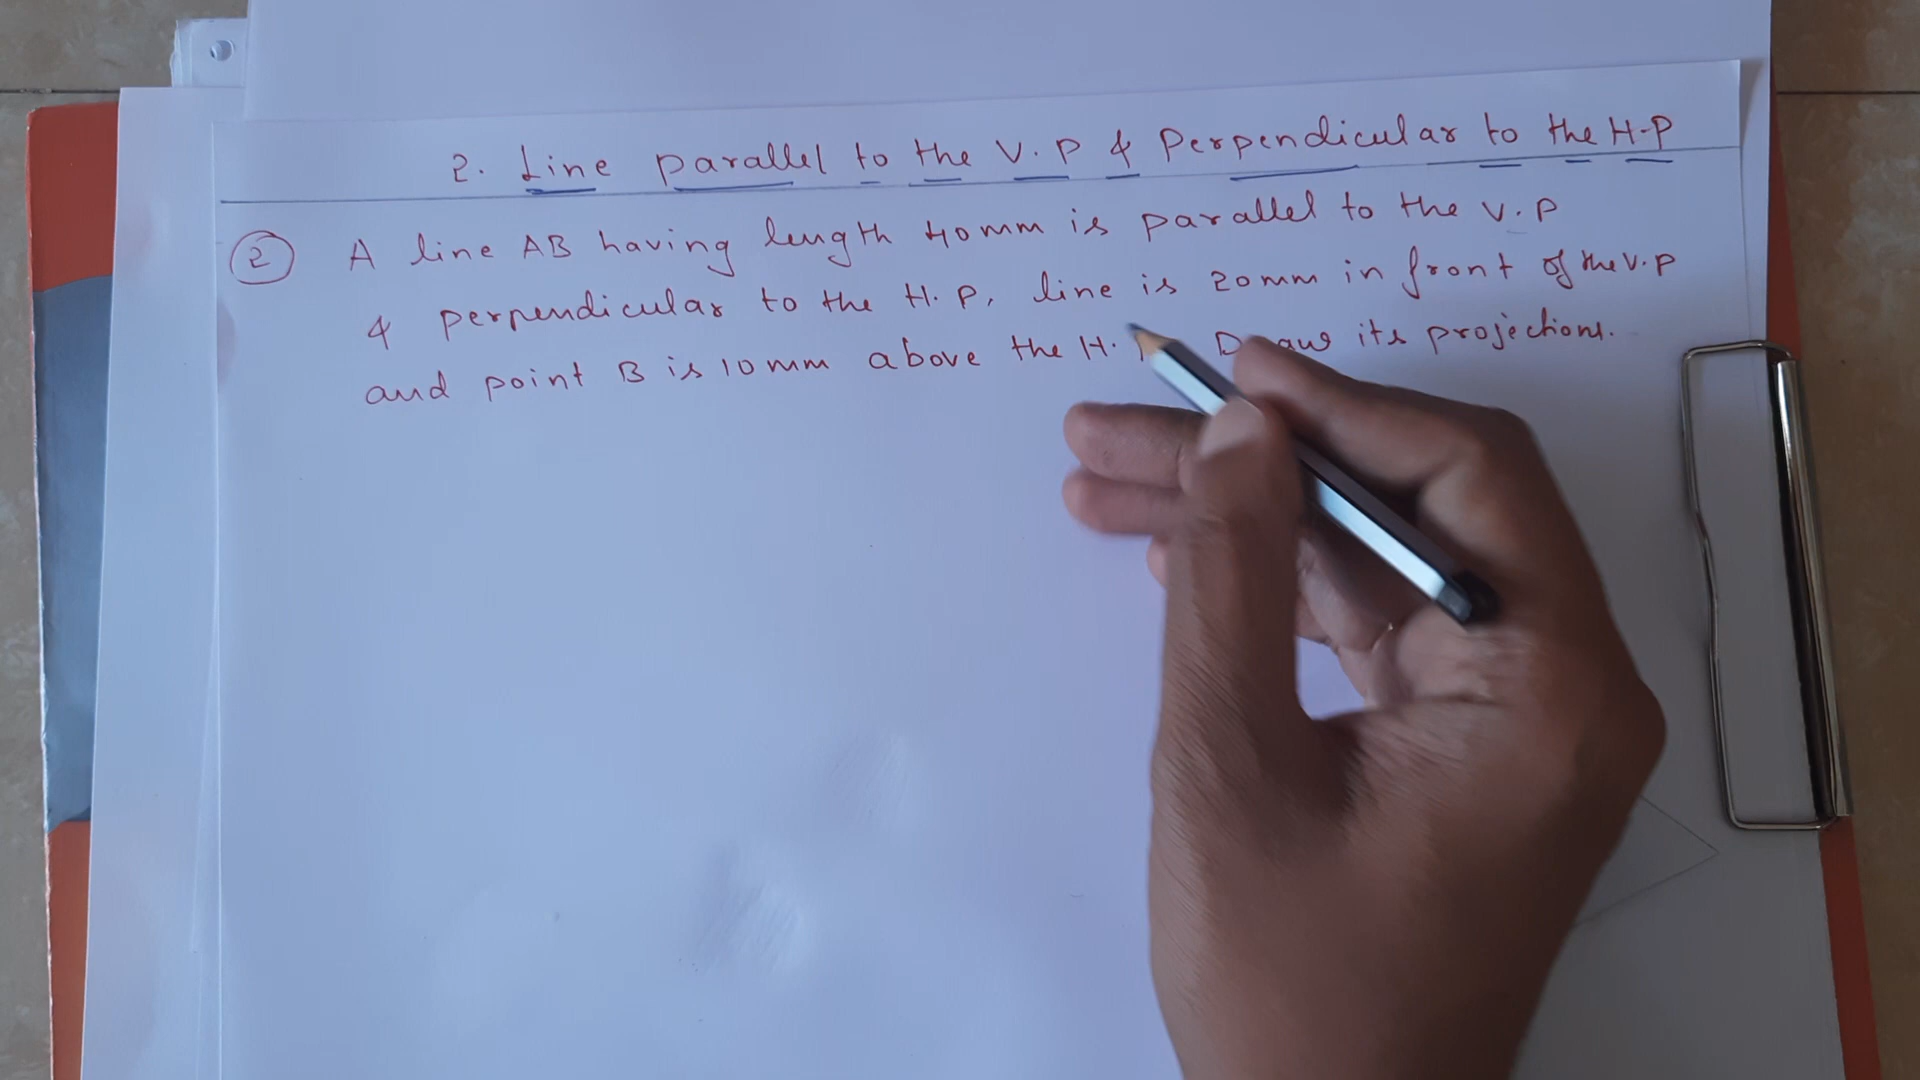 2. Line parallel to the V.P & Perpendicular to the H-P
② A line AB having length 40mm is parallel to the V.P
& perpendicular to the H.P, line is 20mm in front of the V.P
and point B is 10mm above the H. Draw its projections.